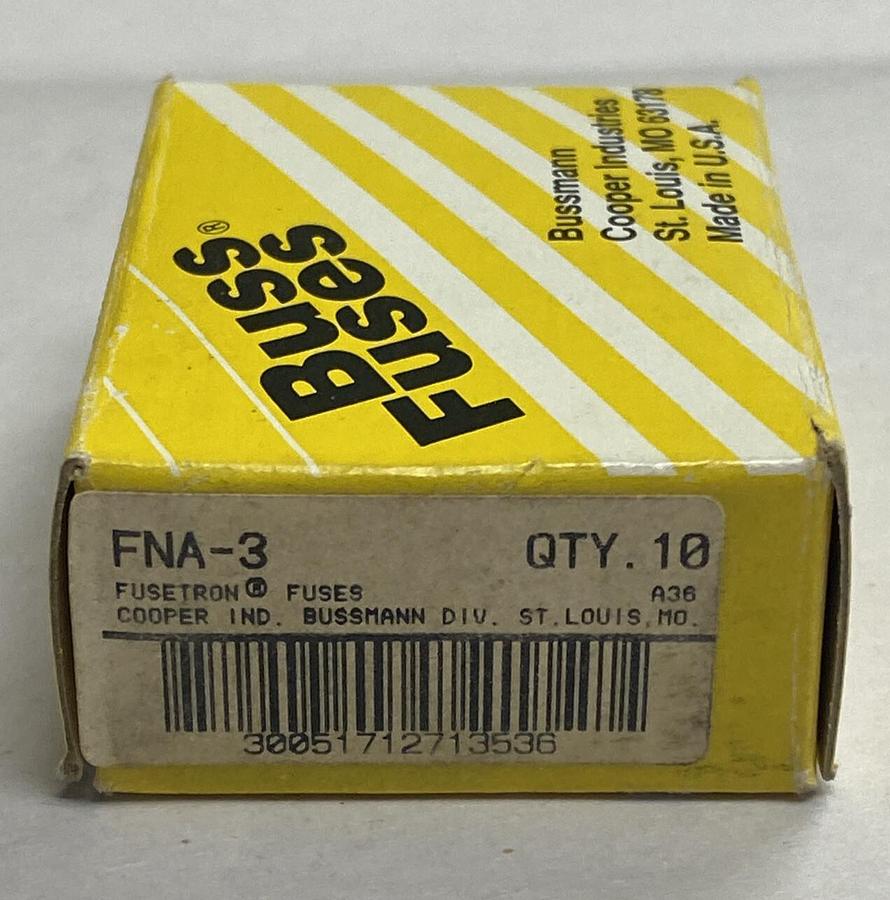 Buss®
Fuses
Bussmann
Cooper Industries
St. Louis, MO 63178
Made in U.S.A.
FNA-3 QTY.10
FUSETRON® FUSES A36
COOPER IND. BUSSMANN DIV. ST.LOUIS,MO.
30051712713536